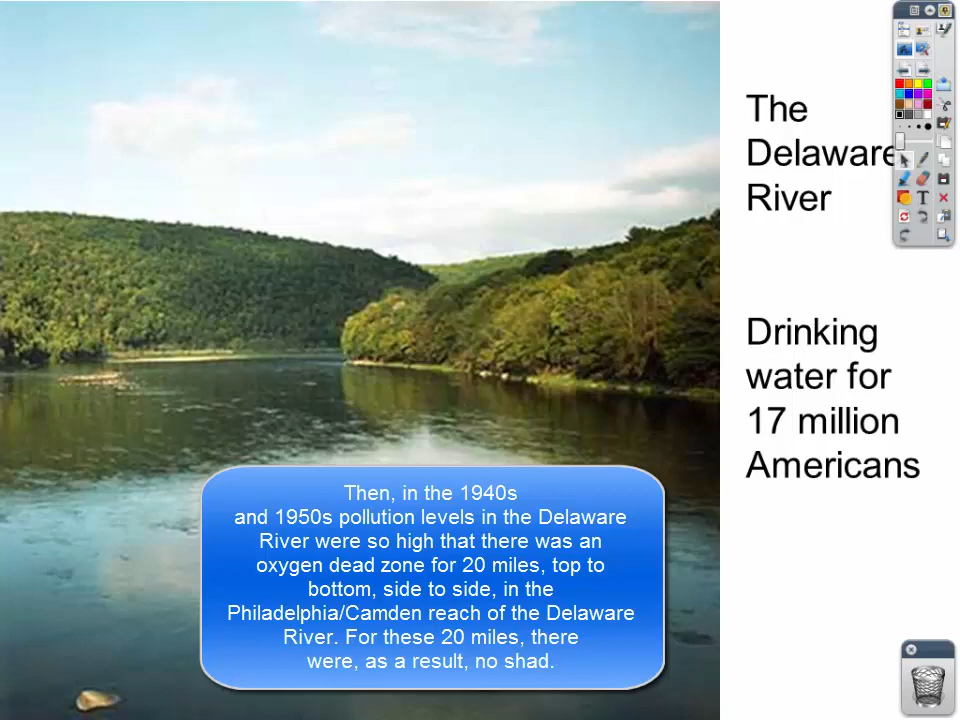 The
Delaware
River
Drinking
water for
17 million
Americans
Then, in the 1940s
and 1950s pollution levels in the Delaware
River were so high that there was an
oxygen dead zone for 20 miles, top to
bottom, side to side, in the
Philadelphia/Camden reach of the Delaware
River. For these 20 miles, there
were, as a result, no shad.
T